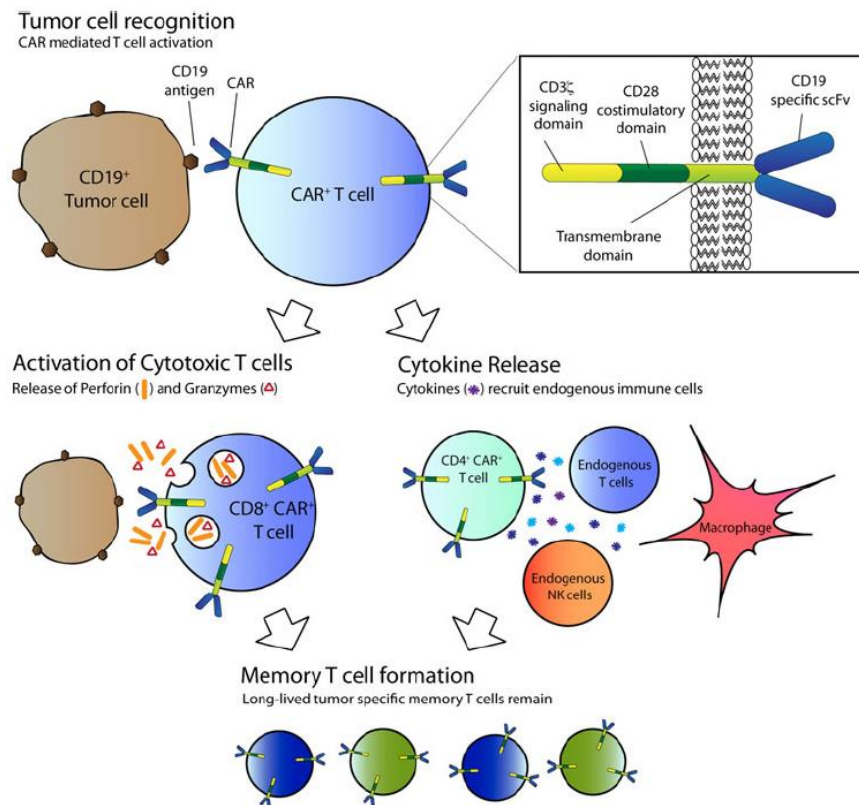 Tumor cell recognition
CAR mediated T cell activation
CD19
antigen
CAR
CD19⁺
Tumor cell
CAR⁺ T cell
CD3ζ
signaling
domain
CD28
costimulatory
domain
CD19
specific scFv
Transmembrane
domain
Activation of Cytotoxic T cells
Release of Perforin ( ) and Granzymes ( )
CD8⁺ CAR⁺
T cell
Cytokine Release
Cytokines ( ) recruit endogenous immune cells
CD4⁺ CAR⁺
T cell
Endogenous
T cells
Endogenous
NK cells
Macrophage
Memory T cell formation
Long-lived tumor specific memory T cells remain